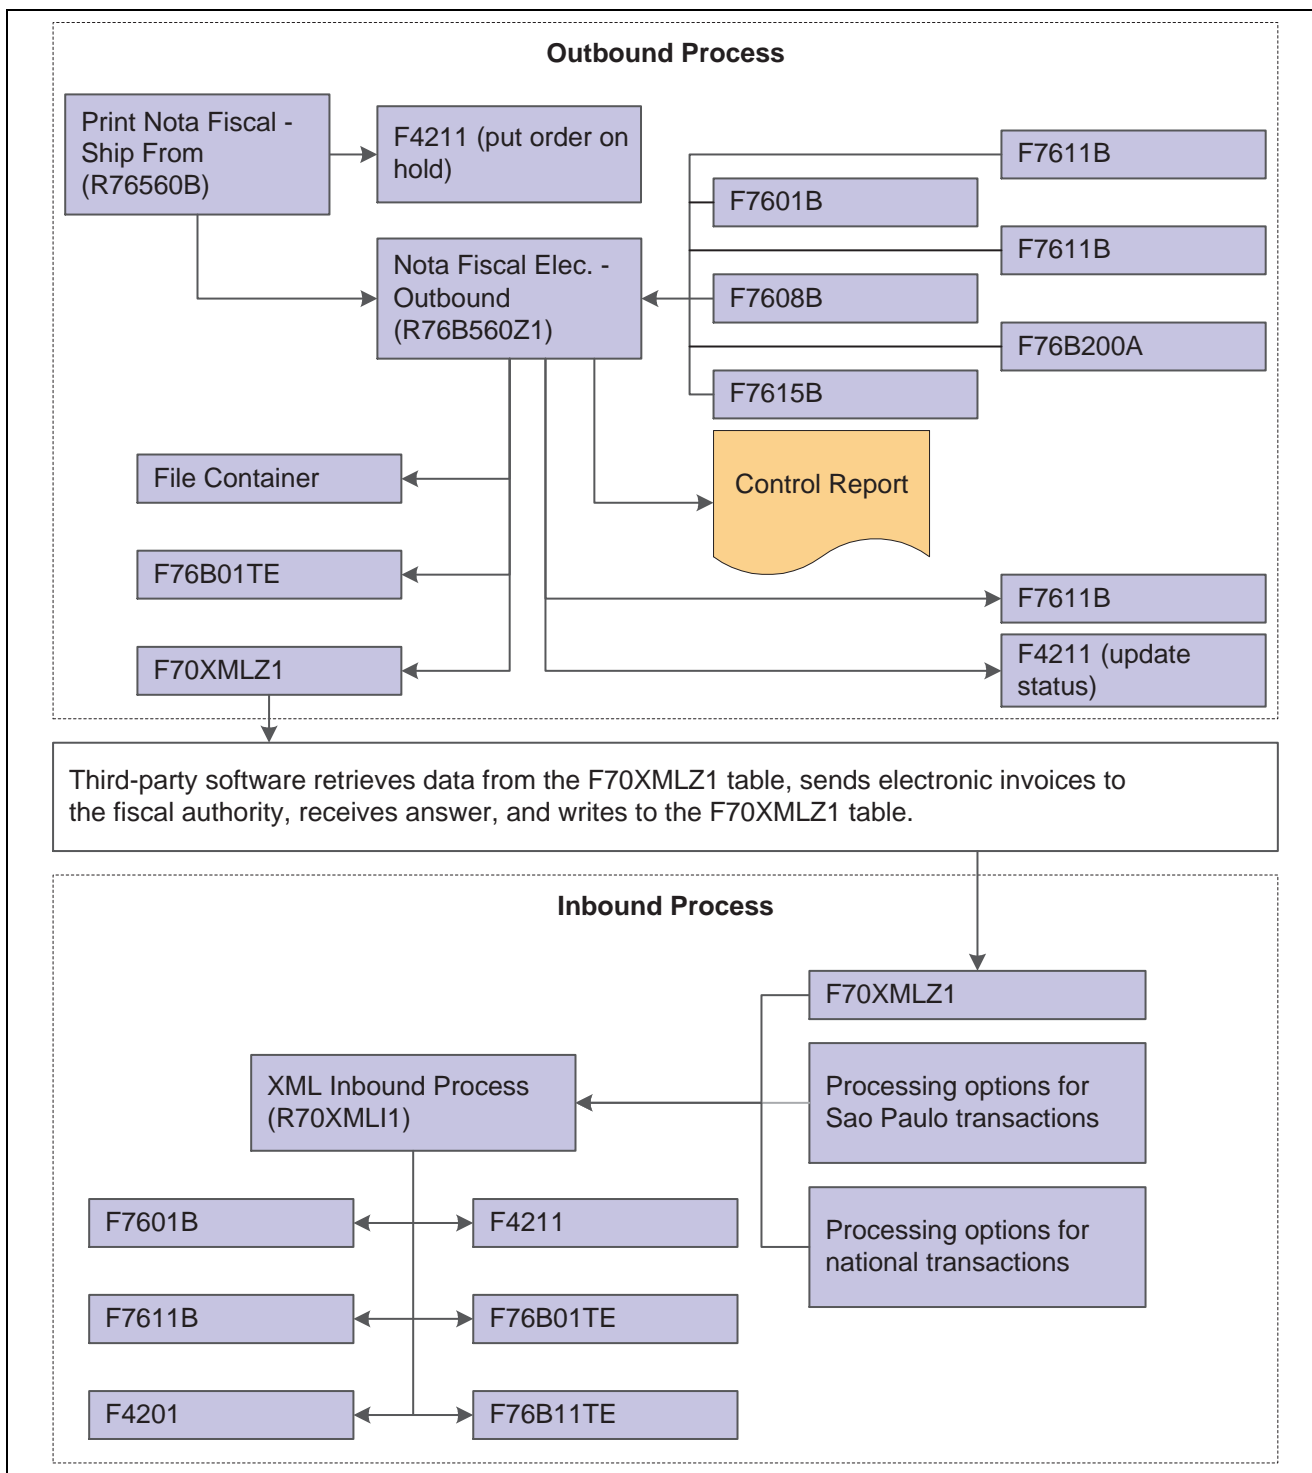 Outbound Process
Print Nota Fiscal -
Ship From
(R76560B)
F4211 (put order on
hold)
F7611B
F7601B
F7611B
Nota Fiscal Elec. -
Outbound
(R76B560Z1)
F7608B
F76B200A
F7615B
File Container
Control Report
F76B01TE
F7611B
F70XMLZ1
F4211 (update
status)
Third-party software retrieves data from the F70XMLZ1 table, sends electronic invoices to
the fiscal authority, receives answer, and writes to the F70XMLZ1 table.
Inbound Process
F70XMLZ1
XML Inbound Process
(R70XMLI1)
Processing options for
Sao Paulo transactions
F7601B
F4211
Processing options for
national transactions
F7611B
F76B01TE
F4201
F76B11TE